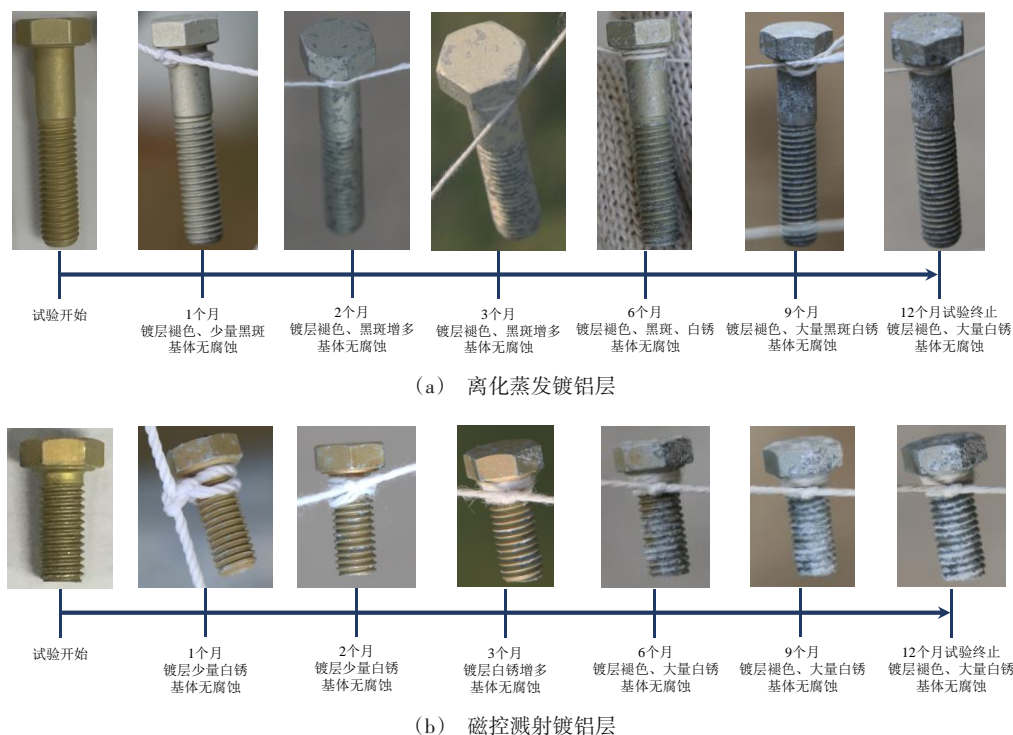 试验开始
1个月
镀层褪色、少量黑斑
基体无腐蚀
2个月
镀层褪色、黑斑增多
基体无腐蚀
3个月
镀层褪色、黑斑增多
基体无腐蚀
6个月
镀层褪色、黑斑、白锈
基体无腐蚀
9个月
镀层褪色、大量黑斑白锈
基体无腐蚀
12个月试验终止
镀层褪色、大量白锈
基体无腐蚀
(a) 离化蒸发镀铝层
试验开始
1个月
镀层少量白锈
基体无腐蚀
2个月
镀层少量白锈
基体无腐蚀
3个月
镀层白锈增多
基体无腐蚀
6个月
镀层褪色、大量白锈
基体无腐蚀
9个月
镀层褪色、大量白锈
基体无腐蚀
12个月试验终止
镀层褪色、大量白锈
基体无腐蚀
(b) 磁控溅射镀铝层